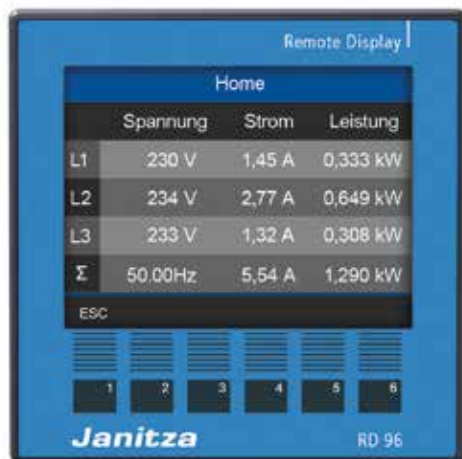 Remote Display
Home
Spannung Strom Leistung
L1 230 V 1,45 A 0,333 kW
L2 234 V 2,77 A 0,649 kW
L3 233 V 1,32 A 0,308 kW
Σ 50.00Hz 5,54 A 1,290 kW
ESC
1 2 3 4 5 6
Janitza RD 96